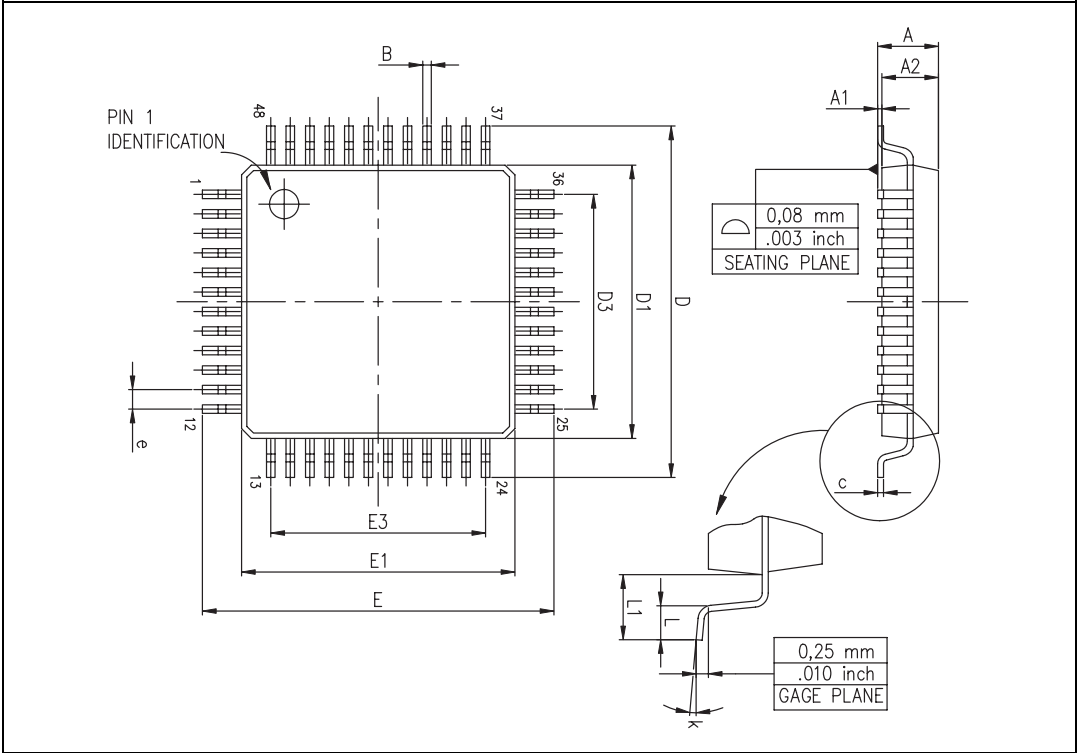 A
B
A2
A1
48
37
PIN 1
IDENTIFICATION
1
36
0,08 mm
.003 inch
SEATING PLANE
D3
D1
D
12
25
e
13
24
c
E3
E1
E
L1
L
0,25 mm
.010 inch
GAGE PLANE
k